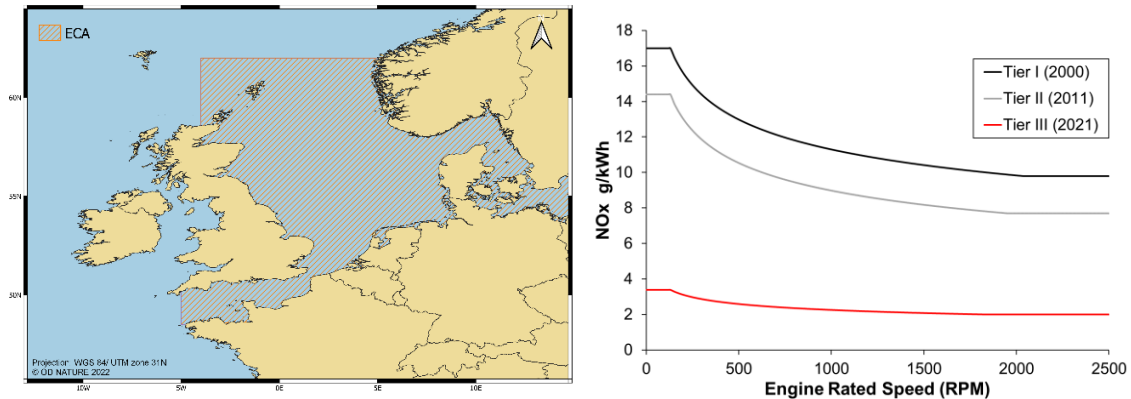 ECA
60N
55N
50N
Projection: WGS 84/ UTM zone 31N
© OD NATURE 2022
10W
5W
0E
5E
10E
18
16
14
12
10
8
6
4
2
0
NOx g/kWh
Tier I (2000)
Tier II (2011)
Tier III (2021)
0
500
1000
1500
2000
2500
Engine Rated Speed (RPM)